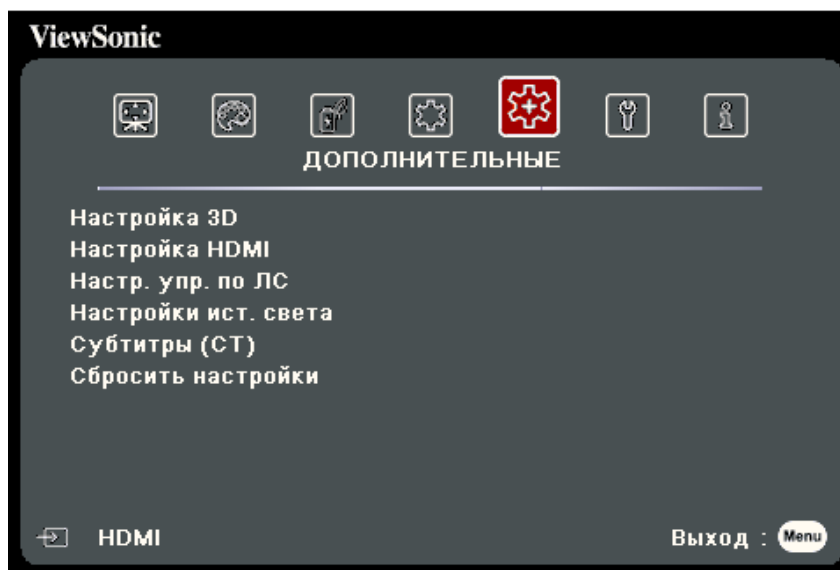 ViewSonic
ДОПОЛНИТЕЛЬНЫЕ
Настройка 3D
Настройка HDMI
Настр. упр. по ЛС
Настройки ист. света
Субтитры (СТ)
Сбросить настройки
HDMI
Выход : Menu